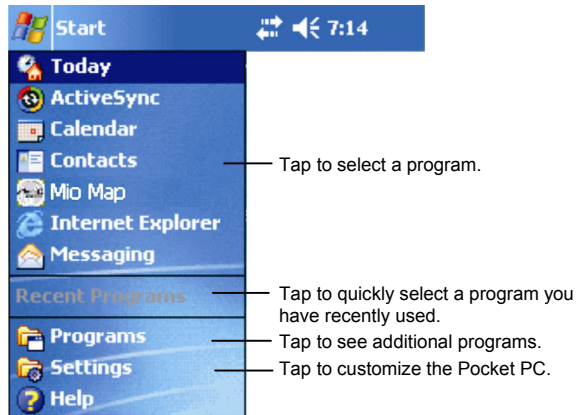 Start 7:14
Today
ActiveSync
Calendar
Contacts
Tap to select a program.
Mio Map
Internet Explorer
Messaging
Recent Programs
Tap to quickly select a program you
have recently used.
Programs
Tap to see additional programs.
Settings
Tap to customize the Pocket PC.
Help